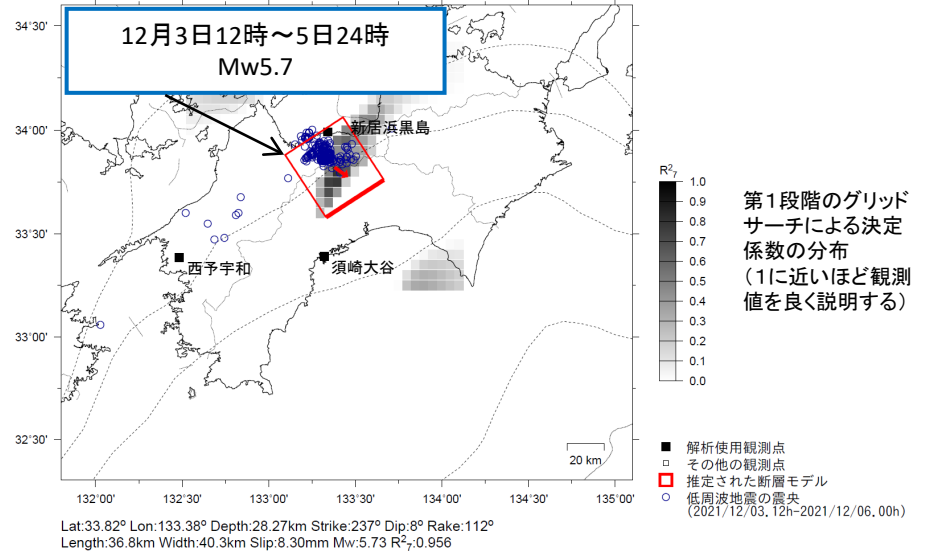 12月3日12時～5日24時
Mw5.7
34°30'
34°00'
33°30'
33°00'
32°30'
132°00'
132°30'
133°00'
133°30'
134°00'
134°30'
135°00'
新居浜黒島
西予宇和
須崎大谷
20 km
R²₇
1.0
0.9
0.8
0.7
0.6
0.5
0.4
0.3
0.2
0.1
0.0
第１段階のグリッド
サーチによる決定
係数の分布
（１に近いほど観測
値を良く説明する）
解析使用観測点
その他の観測点
推定された断層モデル
低周波地震の震央
(2021/12/03,12h-2021/12/06,00h)
Lat:33.82° Lon:133.38° Depth:28.27km Strike:237° Dip:8° Rake:112°
Length:36.8km Width:40.3km Slip:8.30mm Mw:5.73 R²₇:0.956